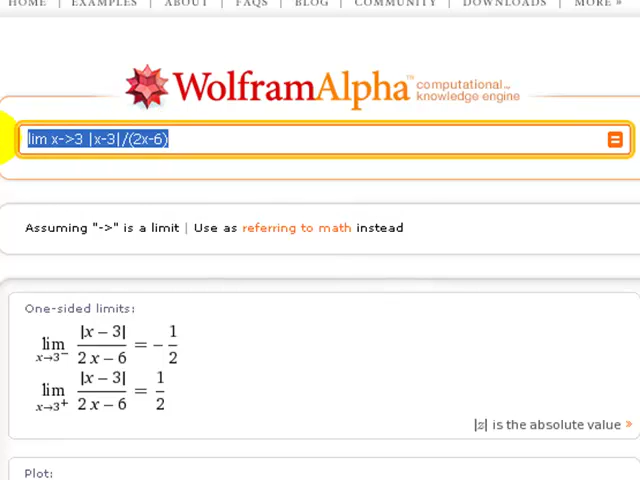 HOME | EXAMPLES | ABOUT | FAQS | BLOG | COMMUNITY | DOWNLOADS | MORE »
WolframAlpha™ computational... knowledge engine
lim x->3 |x-3|/(2x-6)
Assuming "->" is a limit | Use as referring to math instead
One-sided limits:
lim x→3⁻ |x − 3| / 2 x − 6 = − 1/2
lim x→3⁺ |x − 3| / 2 x − 6 = 1/2
|z| is the absolute value »
Plot: